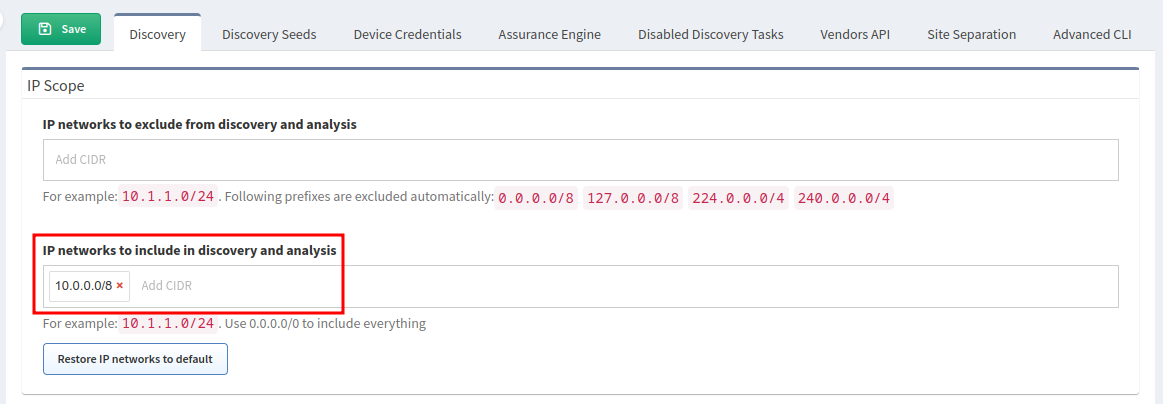 Save Discovery Discovery Seeds Device Credentials Assurance Engine Disabled Discovery Tasks Vendors API Site Separation Advanced CLI
IP Scope
IP networks to exclude from discovery and analysis
Add CIDR
For example: 10.1.1.0/24 . Following prefixes are excluded automatically: 0.0.0.0/8 127.0.0.0/8 224.0.0.0/4 240.0.0.0/4
IP networks to include in discovery and analysis
10.0.0.0/8 × Add CIDR
For example: 10.1.1.0/24 . Use 0.0.0.0/0 to include everything
Restore IP networks to default